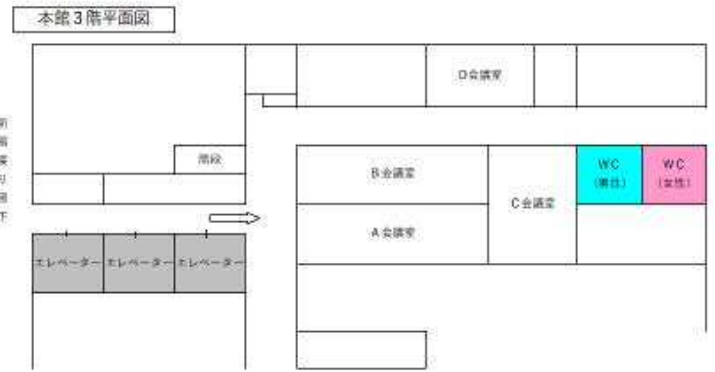 本館3階平面図
D会議室
階段
B会議室
WC
(男性)
WC
(女性)
C会議室
A会議室
エレベーター
エレベーター
エレベーター